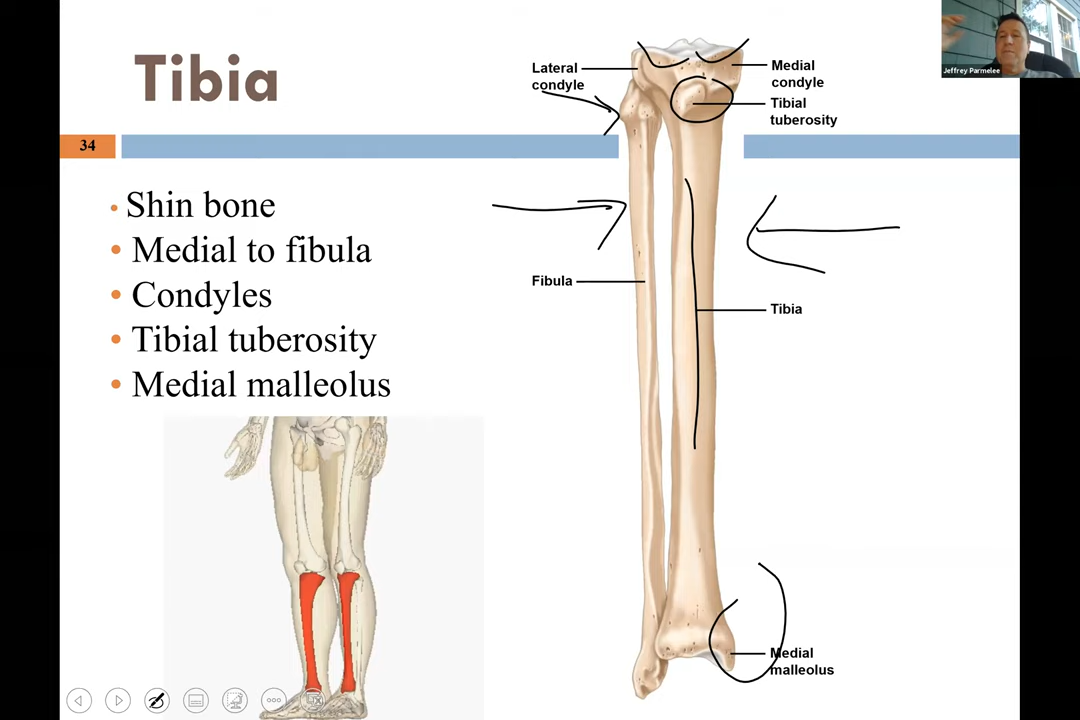 Jeffrey Parmelee
Tibia
34
• Shin bone
• Medial to fibula
• Condyles
• Tibial tuberosity
• Medial malleolus
Lateral
condyle
Medial
condyle
Tibial
tuberosity
Fibula
Tibia
Medial
malleolus